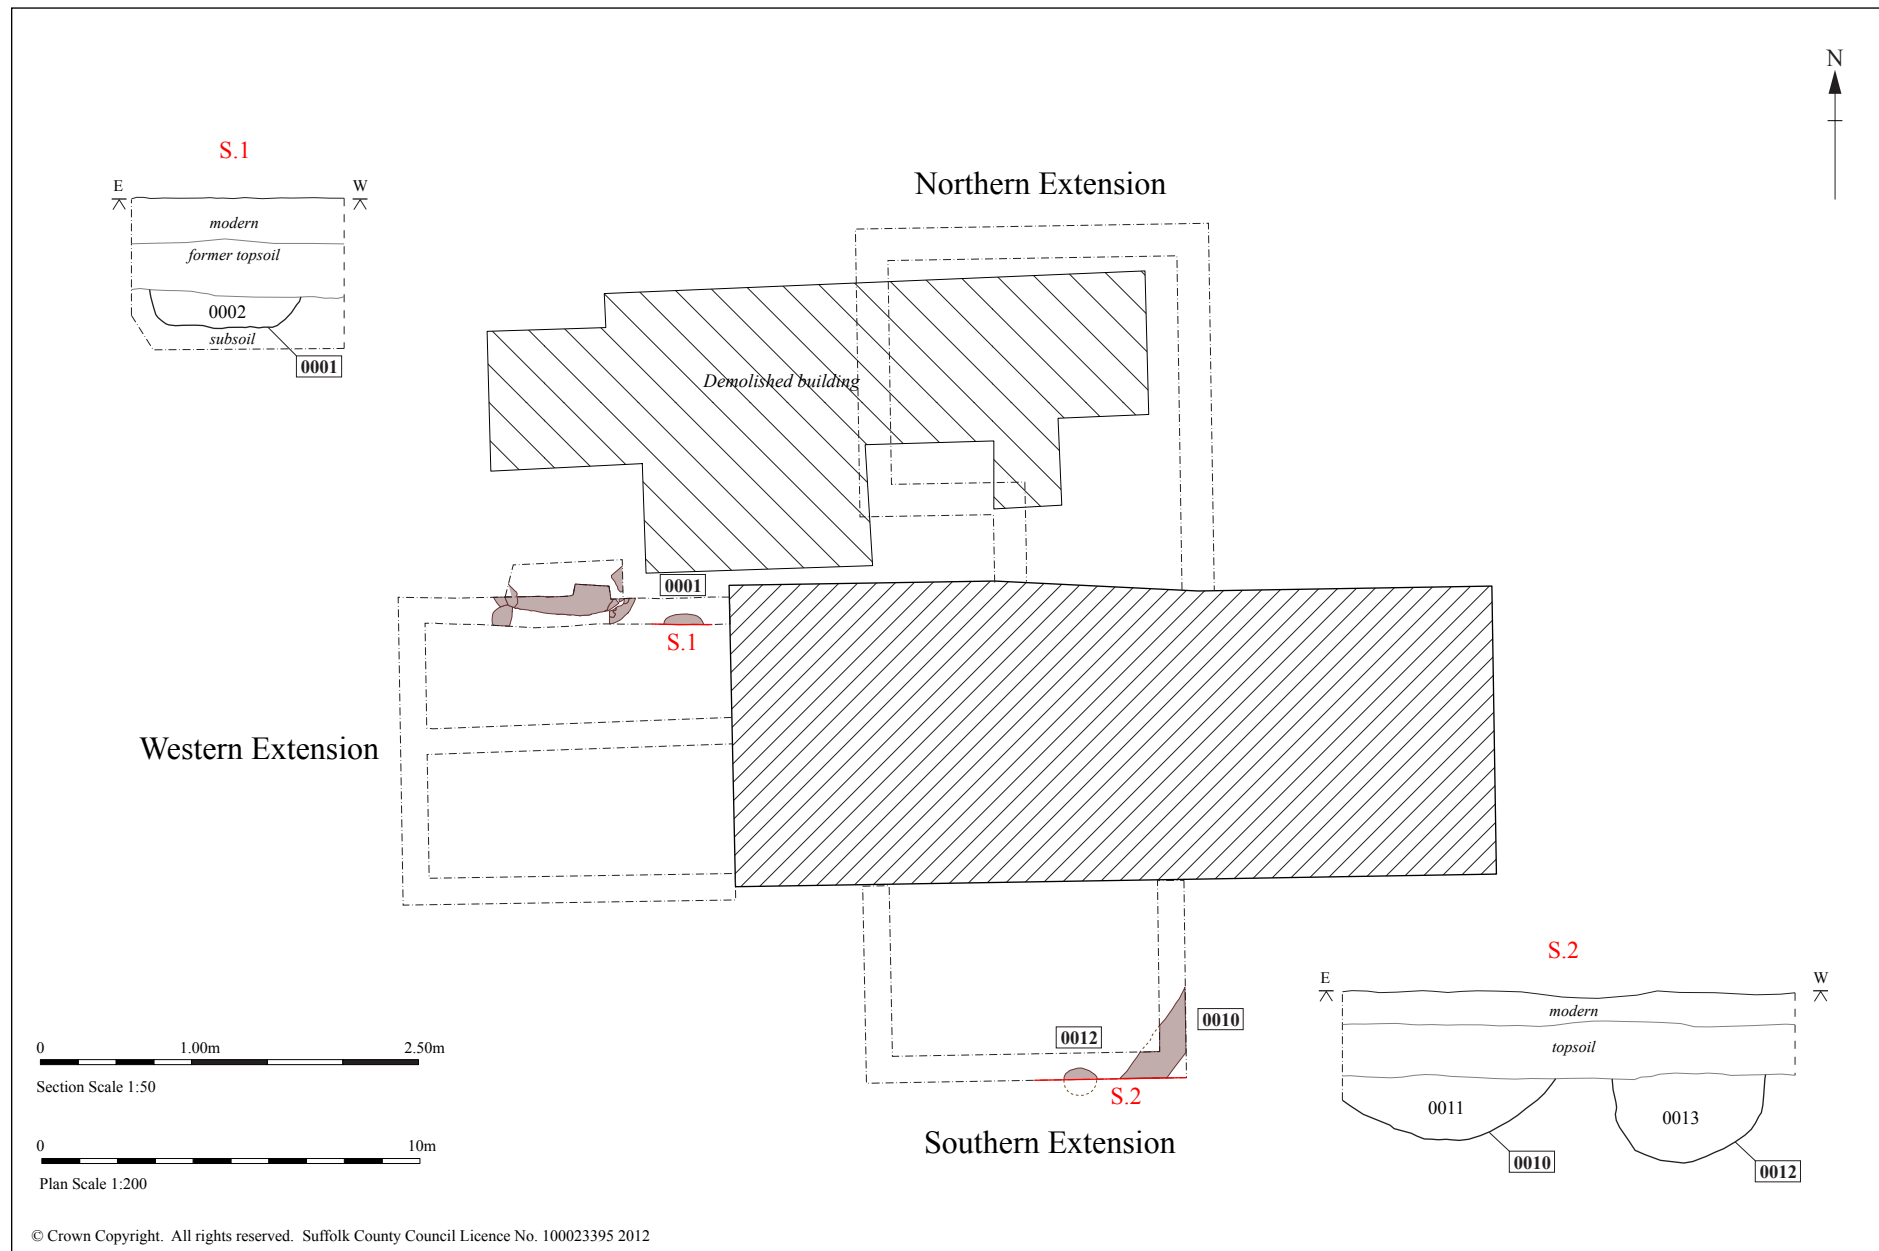 N
S.1
E
W
modern
former topsoil
0002
subsoil
0001
Northern Extension
Demolished building
0001
S.1
Western Extension
0010
0012
S.2
Southern Extension
S.2
E
W
modern
topsoil
0011
0013
0010
0012
0
1.00m
2.50m
Section Scale 1:50
0
10m
Plan Scale 1:200
© Crown Copyright. All rights reserved. Suffolk County Council Licence No. 100023395 2012